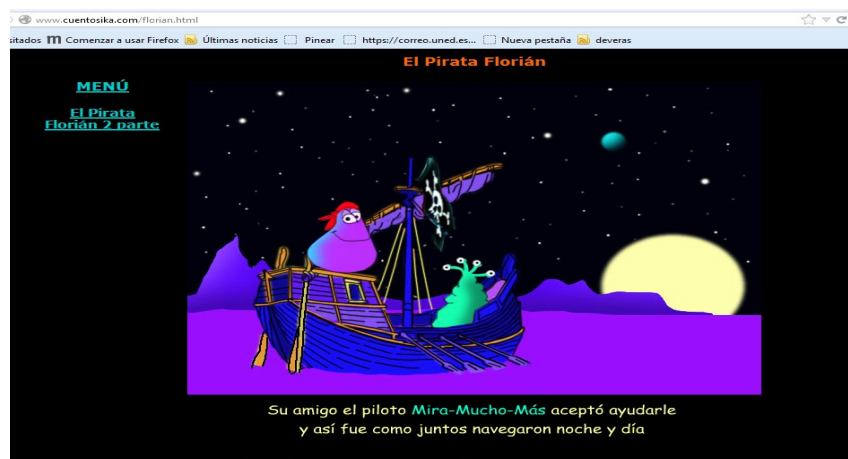 www.cuentosika.com/florian.html
sitados Comenzar a usar Firefox Últimas noticias Pinear https://correo.uned.es... Nueva pestaña deveras
El Pirata Florián
MENÚ
El Pirata
Florián 2 parte
Su amigo el piloto Mira-Mucho-Más aceptó ayudarle
y así fue como juntos navegaron noche y día